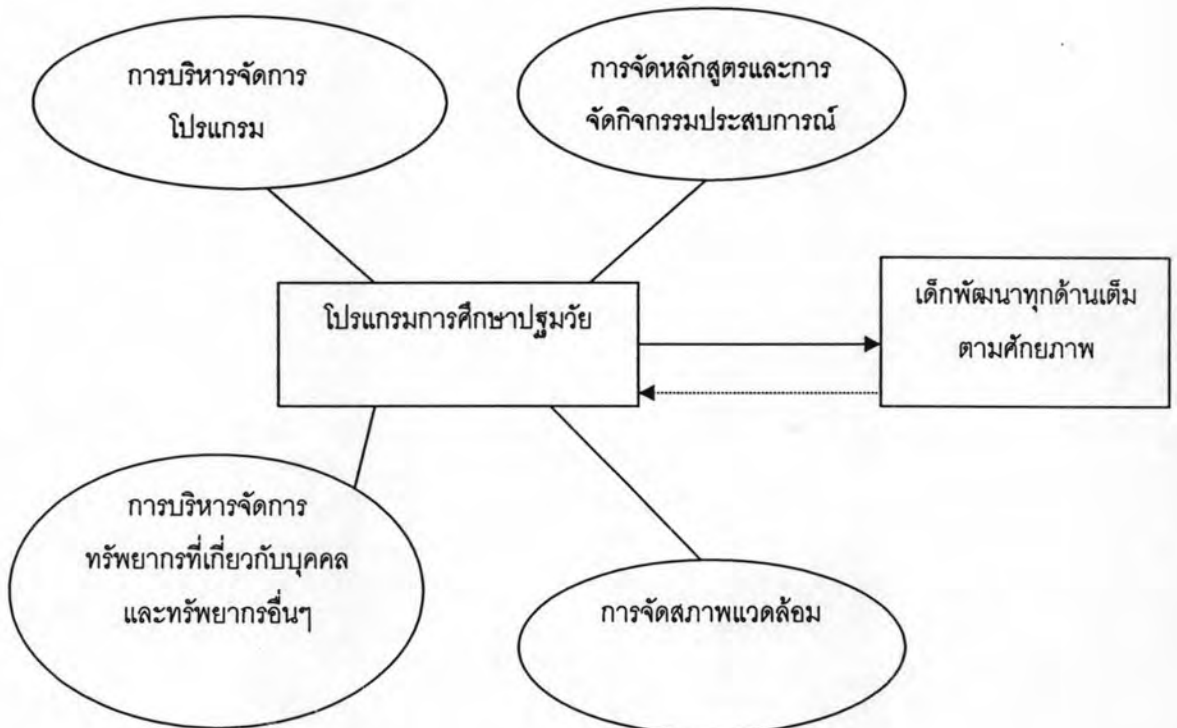 การบริหารจัดการ
โปรแกรม
การจัดหลักสูตรและการ
จัดกิจกรรมประสบการณ์
โปรแกรมการศึกษาปฐมวัย
เด็กพัฒนาทุกด้านเต็ม
ตามศักยภาพ
การบริหารจัดการ
ทรัพยากรที่เกี่ยวกับบุคคล
และทรัพยากรอื่นๆ
การจัดสภาพแวดล้อม